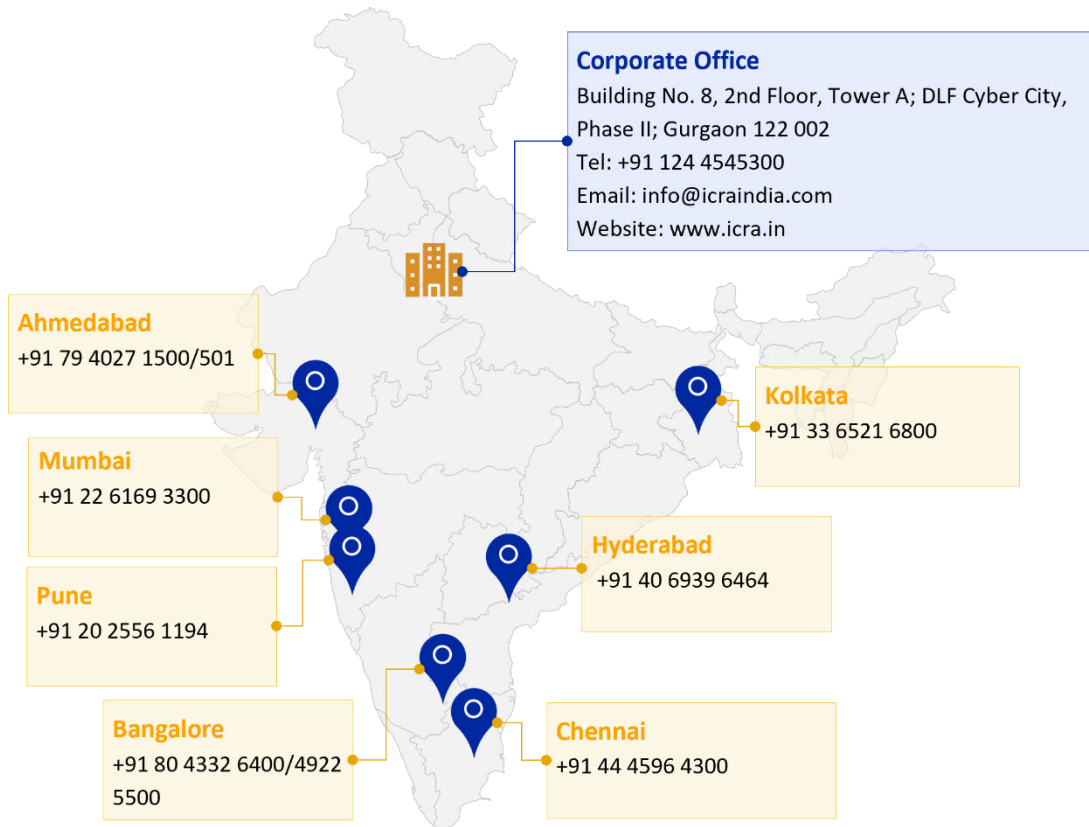 Corporate Office
Building No. 8, 2nd Floor, Tower A; DLF Cyber City,
Phase II; Gurgaon 122 002
Tel: +91 124 4545300
Email: info@icraindia.com
Website: www.icra.in
Ahmedabad
+91 79 4027 1500/501
Kolkata
+91 33 6521 6800
Mumbai
+91 22 6169 3300
Hyderabad
+91 40 6939 6464
Pune
+91 20 2556 1194
Bangalore
+91 80 4332 6400/4922
5500
Chennai
+91 44 4596 4300